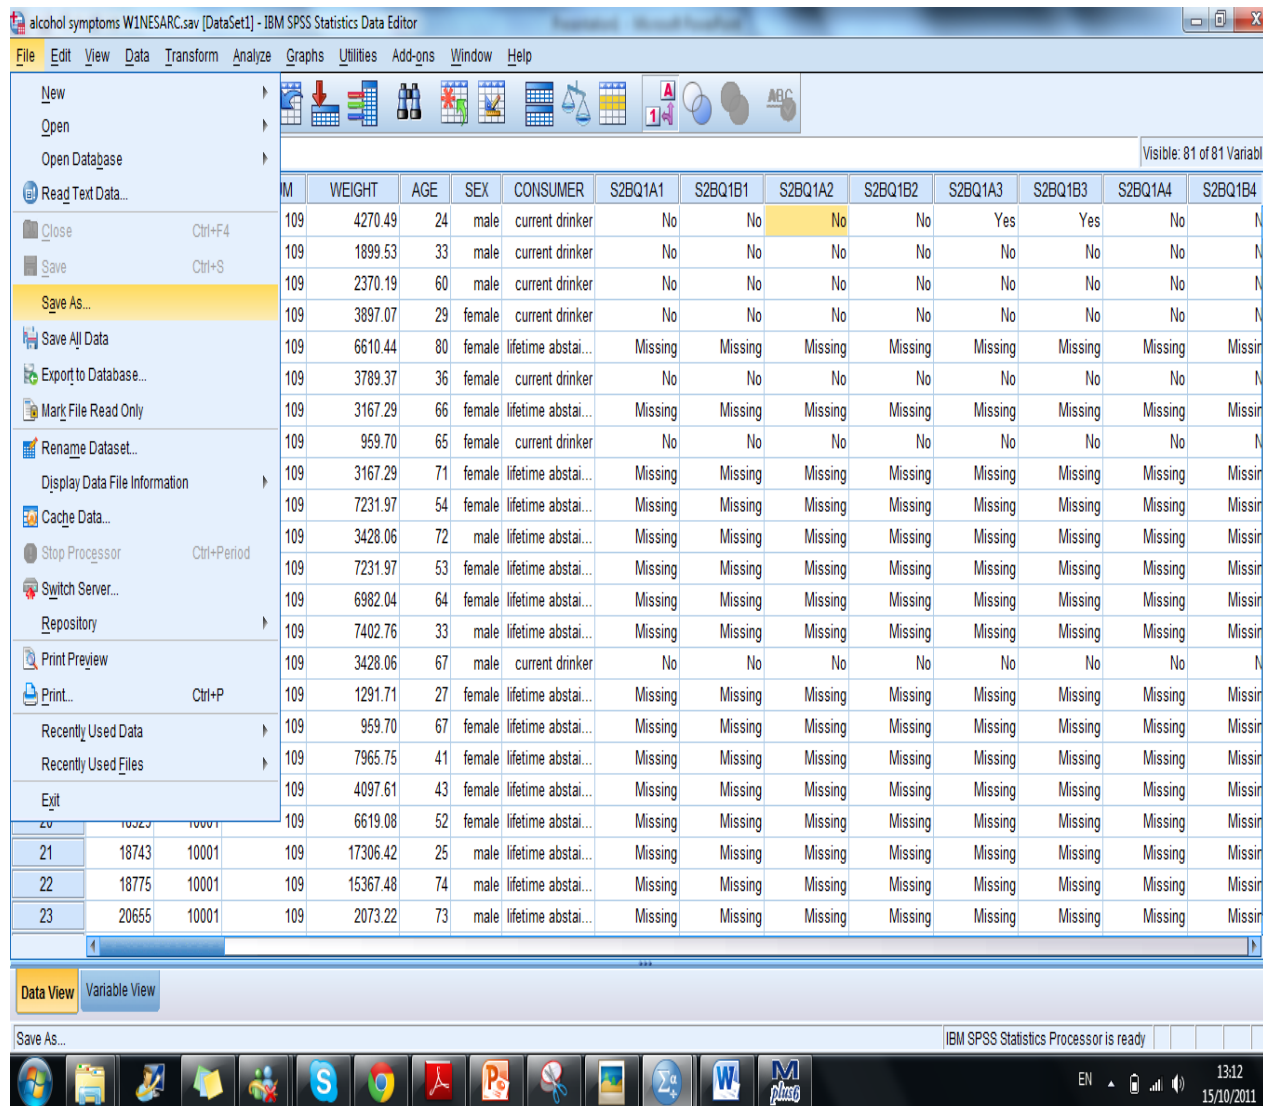 alcohol symptoms W1NESARC.sav [DataSet1] - IBM SPSS Statistics Data Editor
File Edit View Data Transform Analyze Graphs Utilities Add-ons Window Help
New
Open
Open Database
Read Text Data...
Close Ctrl+F4
Save Ctrl+S
Save As...
Save All Data
Export to Database...
Mark File Read Only
Rename Dataset...
Display Data File Information
Cache Data...
Stop Processor Ctrl+Period
Switch Server...
Repository
Print Preview
Print... Ctrl+P
Recently Used Data
Recently Used Files
Exit
A
1
ABC
Visible: 81 of 81 Variabl
WEIGHT AGE SEX CONSUMER S2BQ1A1 S2BQ1B1 S2BQ1A2 S2BQ1B2 S2BQ1A3 S2BQ1B3 S2BQ1A4 S2BQ1B4
109 4270.49 24 male current drinker No No No No Yes Yes No N
109 1899.53 33 male current drinker No No No No No No No N
109 2370.19 60 male current drinker No No No No No No No N
109 3897.07 29 female current drinker No No No No No No No N
109 6610.44 80 female lifetime abstai... Missing Missing Missing Missing Missing Missing Missing Missin
109 3789.37 36 female current drinker No No No No No No No N
109 3167.29 66 female lifetime abstai... Missing Missing Missing Missing Missing Missing Missing Missin
109 959.70 65 female current drinker No No No No No No No N
109 3167.29 71 female lifetime abstai... Missing Missing Missing Missing Missing Missing Missing Missin
109 7231.97 54 female lifetime abstai... Missing Missing Missing Missing Missing Missing Missing Missin
109 3428.06 72 male lifetime abstai... Missing Missing Missing Missing Missing Missing Missing Missin
109 7231.97 53 female lifetime abstai... Missing Missing Missing Missing Missing Missing Missing Missin
109 6982.04 64 female lifetime abstai... Missing Missing Missing Missing Missing Missing Missing Missin
109 7402.76 33 male lifetime abstai... Missing Missing Missing Missing Missing Missing Missing Missin
109 3428.06 67 male current drinker No No No No No No No N
109 1291.71 27 female lifetime abstai... Missing Missing Missing Missing Missing Missing Missing Missin
109 959.70 67 female lifetime abstai... Missing Missing Missing Missing Missing Missing Missing Missin
109 7965.75 41 female lifetime abstai... Missing Missing Missing Missing Missing Missing Missing Missin
109 4097.61 43 female lifetime abstai... Missing Missing Missing Missing Missing Missing Missing Missin
109 6619.08 52 female lifetime abstai... Missing Missing Missing Missing Missing Missing Missing Missin
21 18743 10001 109 17306.42 25 male lifetime abstai... Missing Missing Missing Missing Missing Missing Missing Missin
22 18775 10001 109 15367.48 74 male lifetime abstai... Missing Missing Missing Missing Missing Missing Missing Missin
23 20655 10001 109 2073.22 73 male lifetime abstai... Missing Missing Missing Missing Missing Missing Missing Missin
Data View Variable View
Save As... IBM SPSS Statistics Processor is ready
M
plus6
EN 13:12
15/10/2011